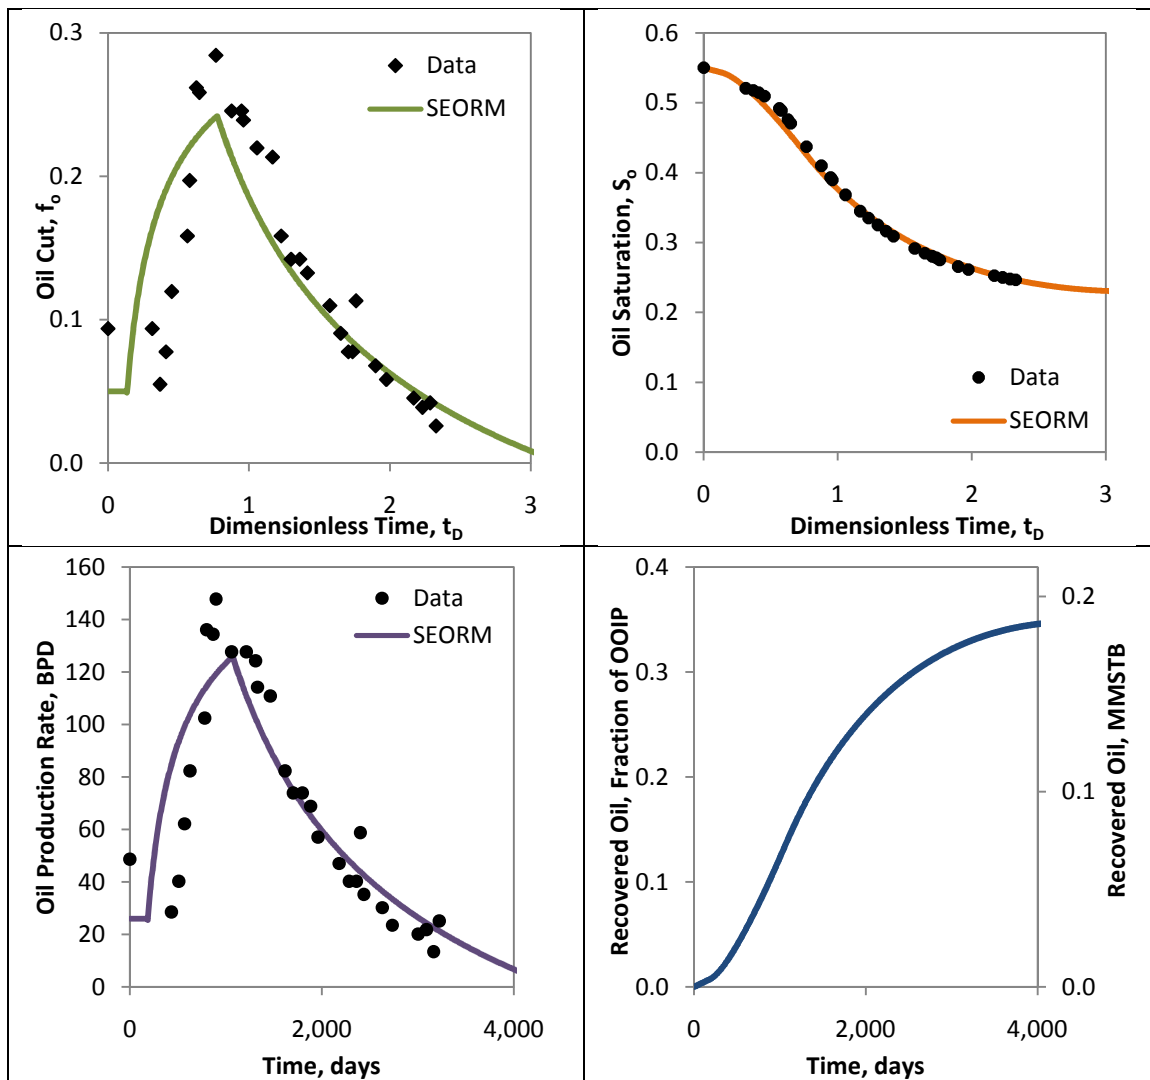 0.3
0.2
0.1
0.0
Oil Cut, fo
Data
SEORM
0
1
2
3
Dimensionless Time, tD
0.6
0.5
0.4
0.3
0.2
0.1
0.0
Oil Saturation, So
Data
SEORM
0
1
2
3
Dimensionless Time, tD
160
140
120
100
80
60
40
20
0
Oil Production Rate, BPD
Data
SEORM
0
2,000
4,000
Time, days
0.4
0.3
0.2
0.1
0.0
Recovered Oil, Fraction of OOIP
0.2
0.1
0.0
Recovered Oil, MMSTB
0
2,000
4,000
Time, days